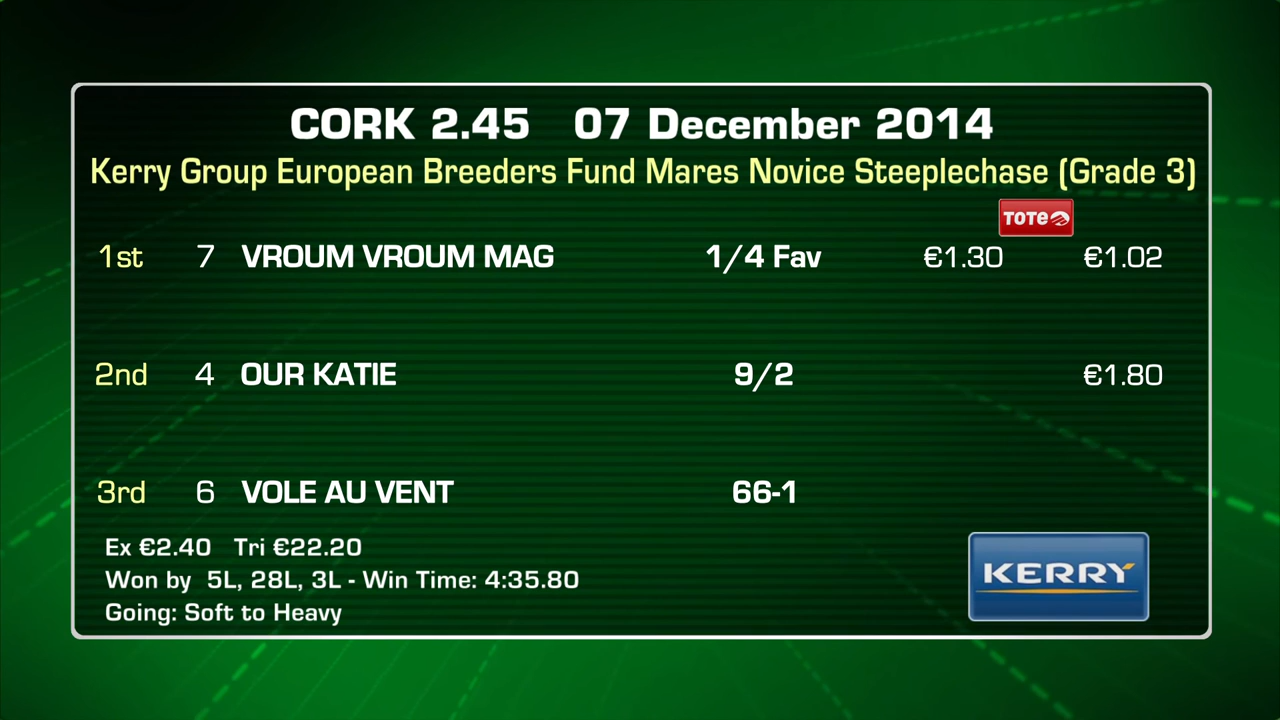 CORK 2.45 07 December 2014
Kerry Group European Breeders Fund Mares Novice Steeplechase (Grade 3)
TOTE
1st 7 VROUM VROUM MAG 1/4 Fav €1.30 €1.02
2nd 4 OUR KATIE 9/2 €1.80
3rd 6 VOLE AU VENT 66-1
Ex €2.40 Tri €22.20
Won by 5L, 28L, 3L - Win Time: 4:35.80
Going: Soft to Heavy
KERRY